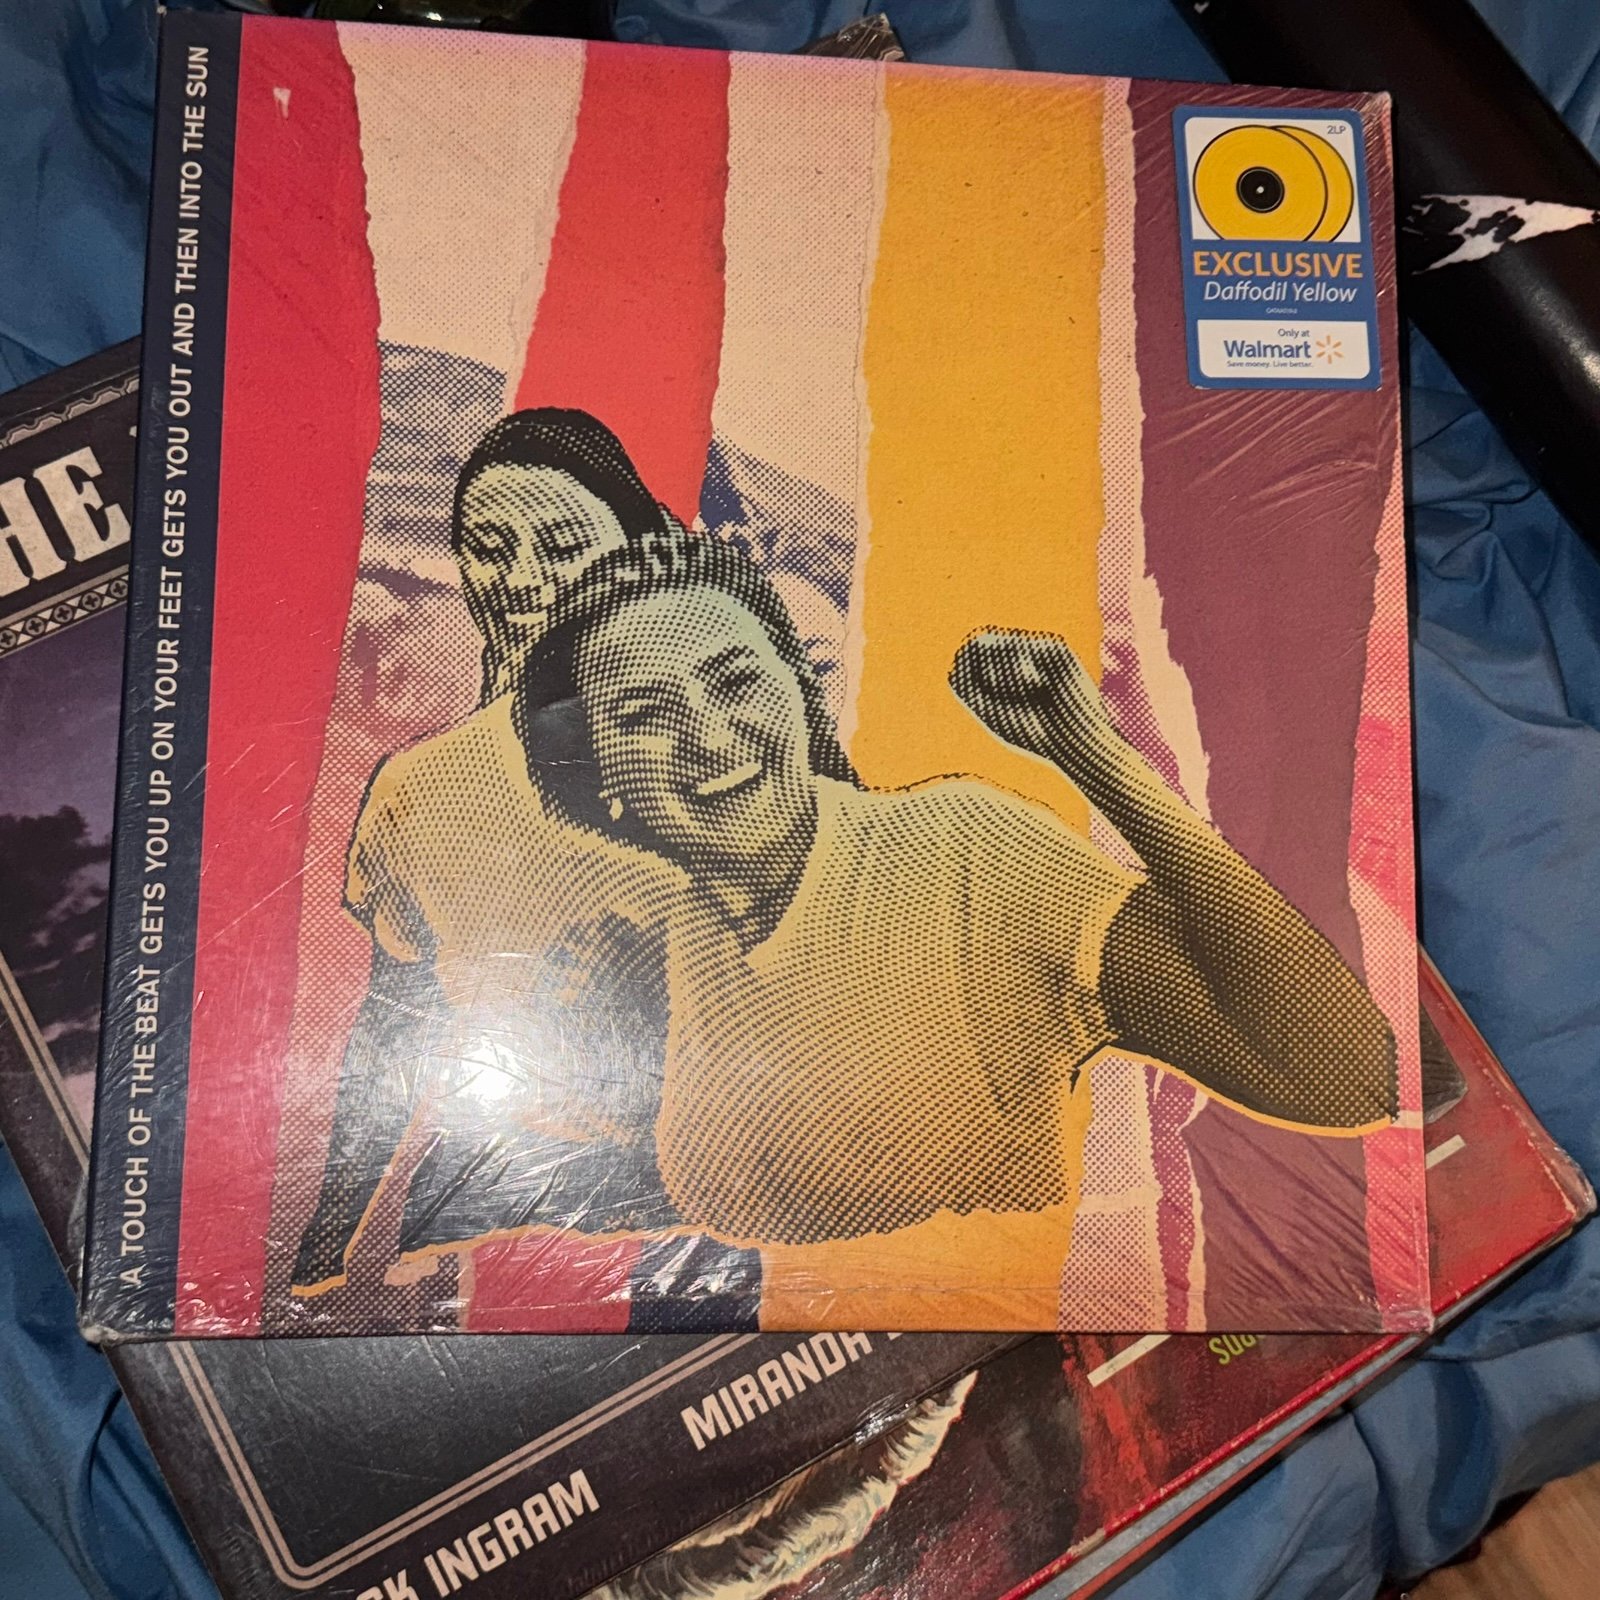 A TOUCH OF THE BEAT GETS YOU UP ON YOUR FEET GETS YOU OUT AND THEN INTO THE SUN
2LP
EXCLUSIVE
Daffodil Yellow
Only at
Walmart
Save money. Live better.
HE
MIRANDA
CK INGRAM